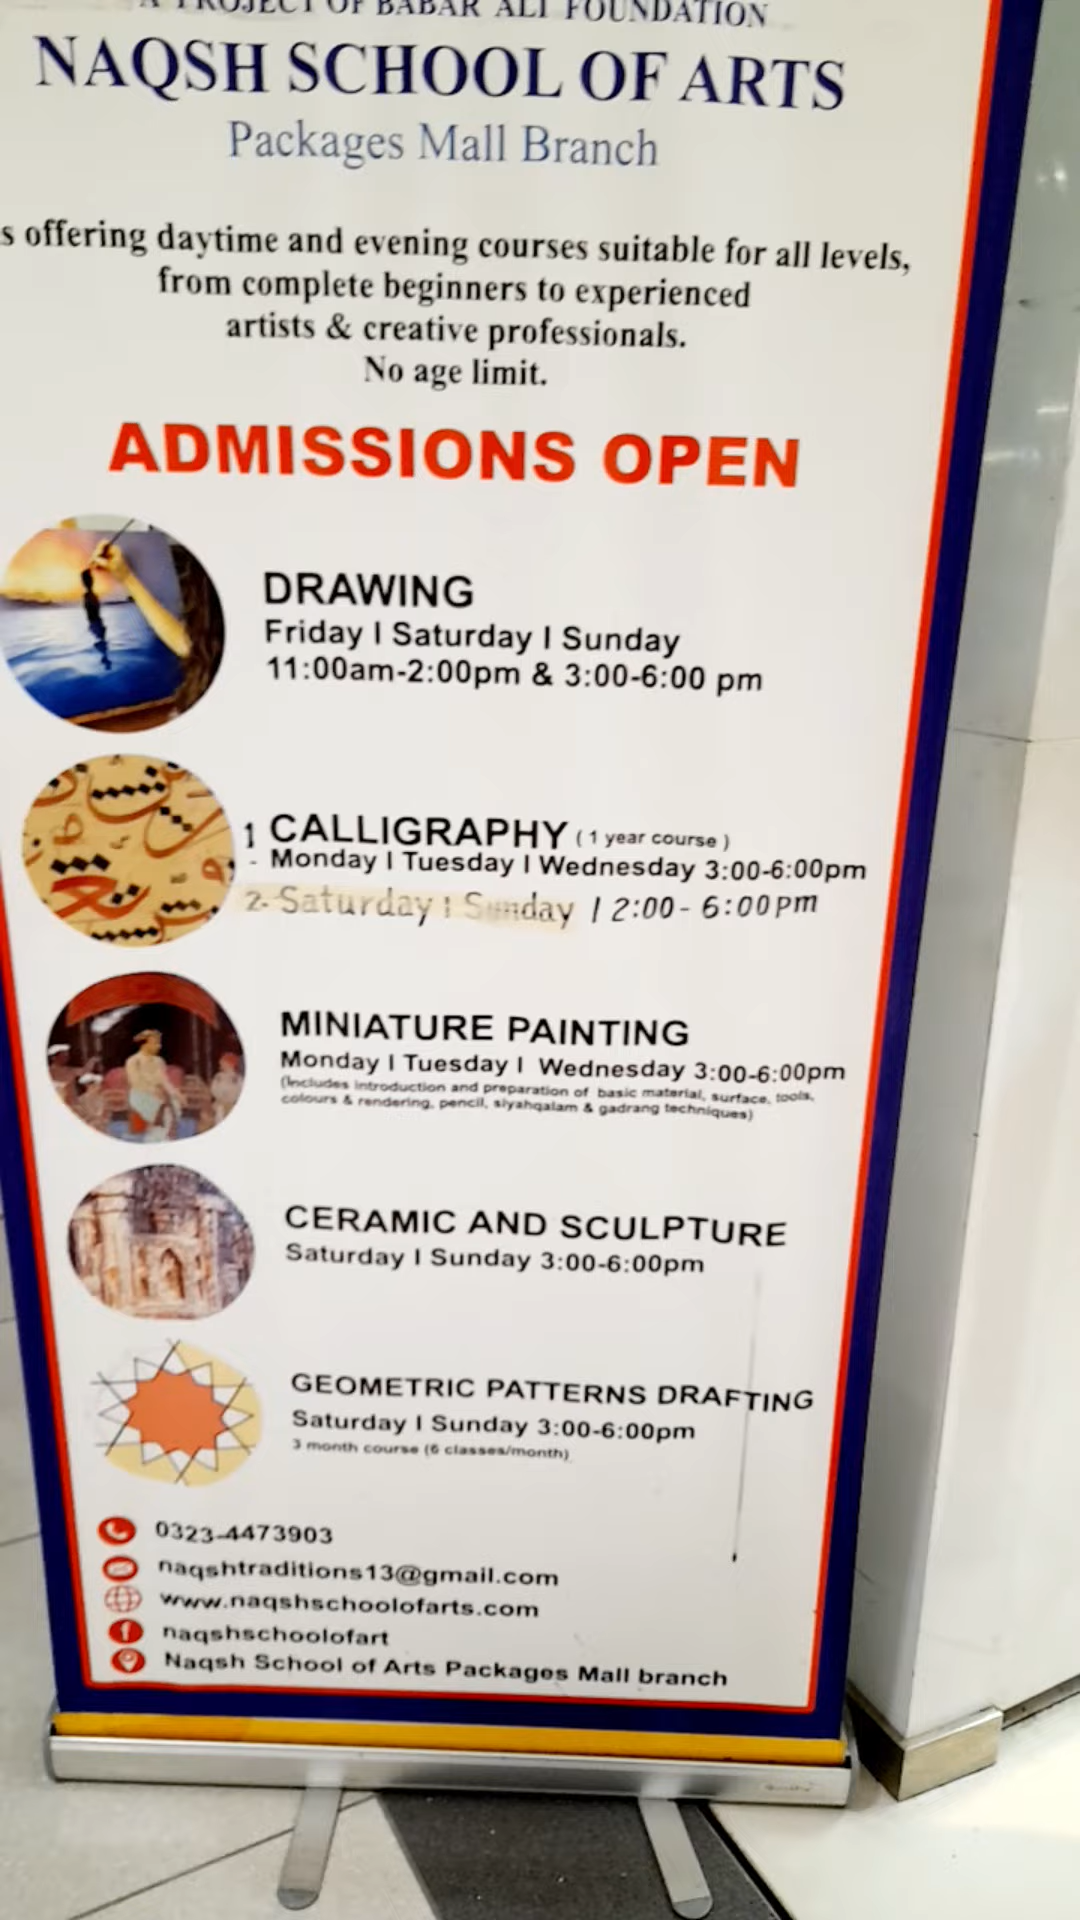 A PROJECT OF BABAR ALI FOUNDATION
NAQSH SCHOOL OF ARTS
Packages Mall Branch
s offering daytime and evening courses suitable for all levels,
from complete beginners to experienced
artists & creative professionals.
No age limit.
ADMISSIONS OPEN
DRAWING
Friday I Saturday I Sunday
11:00am-2:00pm & 3:00-6:00 pm
1 CALLIGRAPHY ( 1 year course )
- Monday I Tuesday I Wednesday 3:00-6:00pm
2. Saturday I Sunday / 2:00- 6:00pm
MINIATURE PAINTING
Monday I Tuesday I Wednesday 3:00-6:00pm
(Includes introduction and preparation of basic material, surface, tools,
colours & rendering, pencil, siyahqalam & gadrang techniques)
CERAMIC AND SCULPTURE
Saturday I Sunday 3:00-6:00pm
GEOMETRIC PATTERNS DRAFTING
Saturday I Sunday 3:00-6:00pm
3 month course (6 classes/month)
0323-4473903
naqshtraditions13@gmail.com
www.naqshschoolofarts.com
naqshschoolofart
Naqsh School of Arts Packages Mall branch